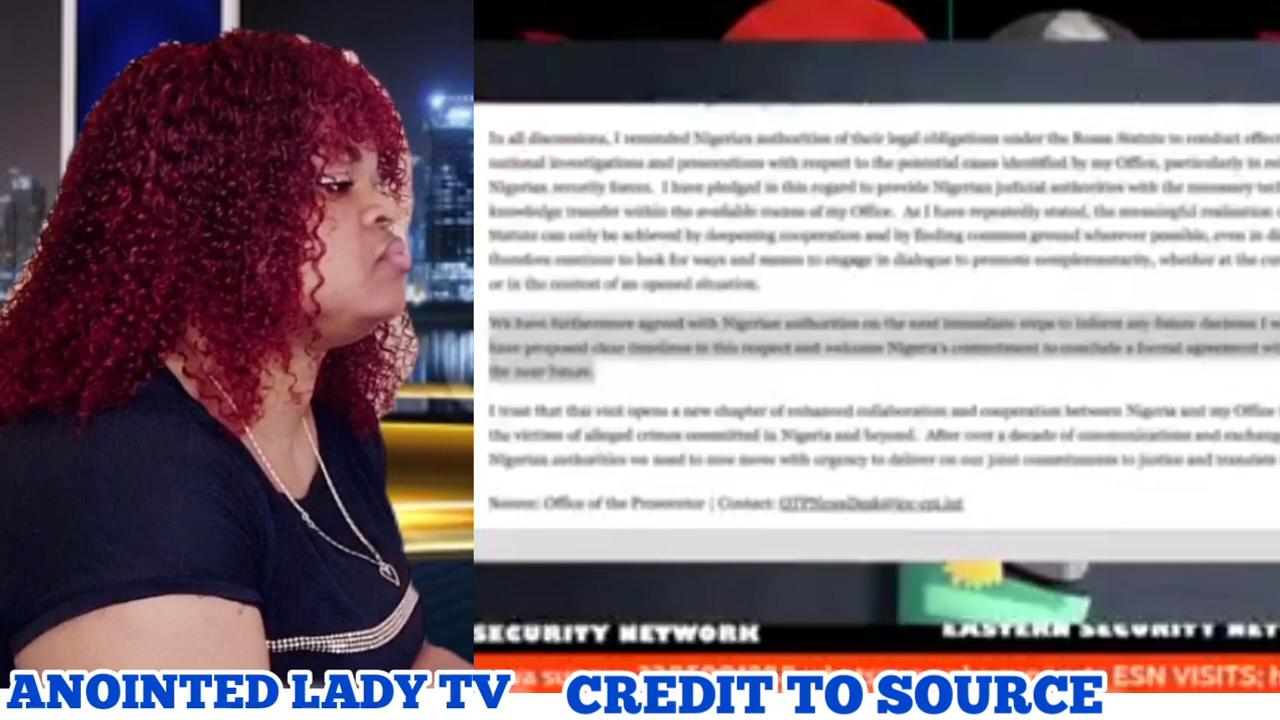 In all discussions, I reminded Nigerian authorities of their legal obligations under the Rome Statute to conduct
national investigations and prosecutions with respect to the potential cases identified by my Office, particularly in
Nigerian security forces. I have pledged in this regard to provide Nigerian judicial authorities with the necessary
knowledge transfer within the available means of my Office. As I have repeatedly stated, the meaningful realisation
Statute can only be achieved by deepening cooperation and by finding common ground wherever possible, even in
therefore continue to look for ways and means to engage in dialogue to promote complementarity, whether at the
or in the context of an opened situation.
We have furthermore agreed with Nigerian authorities on the next immediate steps to inform any future decisions I
have proposed clear timelines in this respect and welcome Nigeria's commitment to conclude a formal agreement
the near future.
I trust that this visit opens a new chapter of enhanced collaboration and cooperation between Nigeria and my Office
the victims of alleged crimes committed in Nigeria and beyond. After over a decade of communications and
Nigerian authorities we need to now move with urgency to deliver on our joint commitments to justice and translate
Source: Office of the Prosecutor | Contact: OTPNewsDesk@icc-cpi.int
SECURITY NETWORK EASTERN SECURITY NET
ESN VISITS;
ANOINTED LADY TV CREDIT TO SOURCE